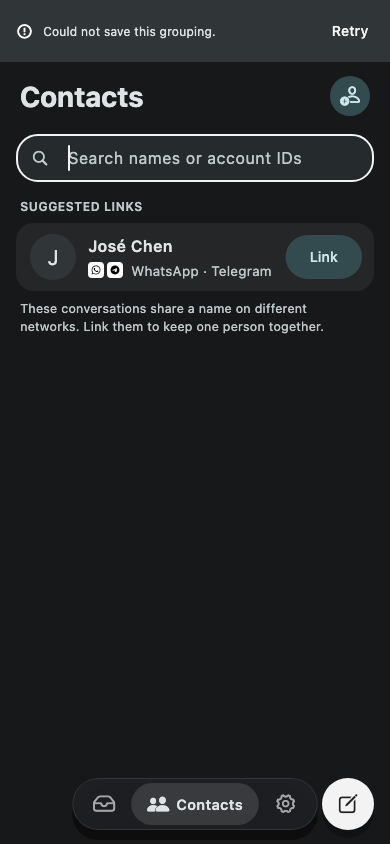 Could not save this grouping.
Retry
Contacts
Search names or account IDs
SUGGESTED LINKS
J
José Chen
WhatsApp · Telegram
Link
These conversations share a name on different
networks. Link them to keep one person together.
Contacts